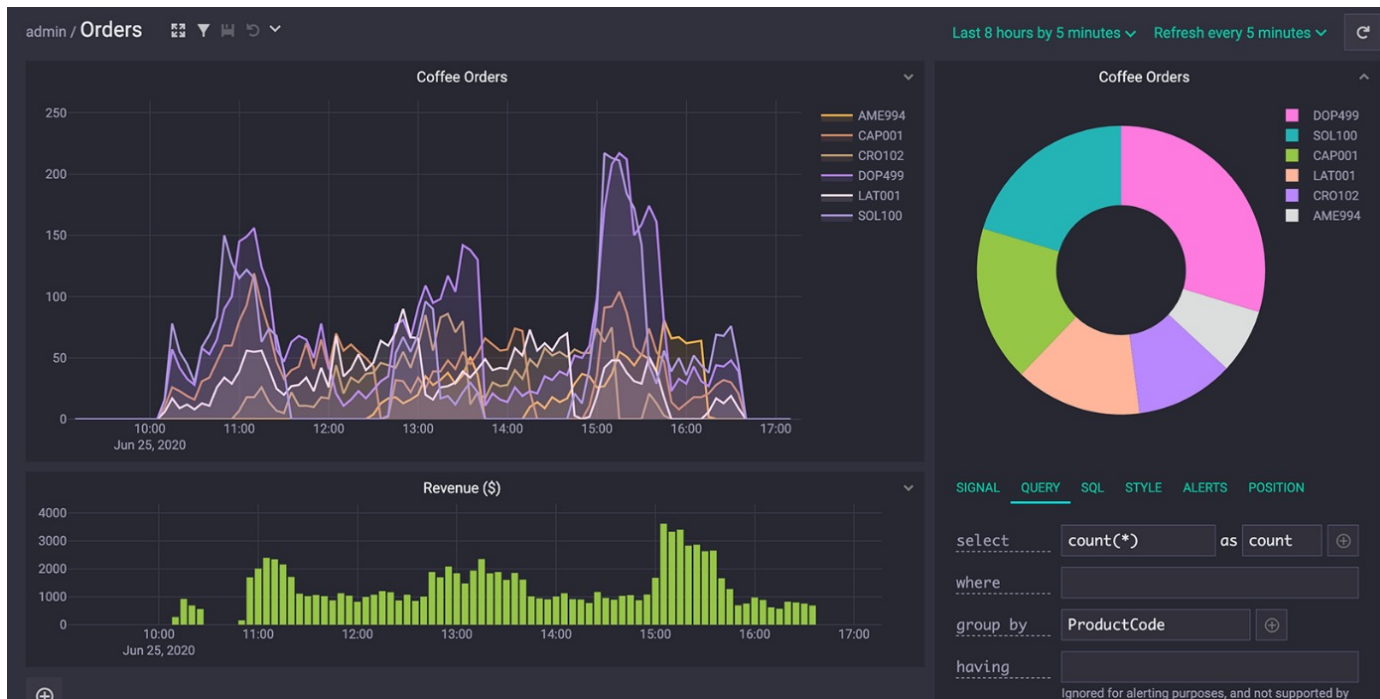 admin / Orders
Last 8 hours by 5 minutes
Refresh every 5 minutes
Coffee Orders
250
200
150
100
50
0
10:00 11:00 12:00 13:00 14:00 15:00 16:00 17:00
Jun 25, 2020
AME994
CAP001
CRO102
DOP499
LAT001
SOL100
Revenue ($)
4000
3000
2000
1000
0
10:00 11:00 12:00 13:00 14:00 15:00 16:00 17:00
Jun 25, 2020
Coffee Orders
DOP499
SOL100
CAP001
LAT001
CRO102
AME994
SIGNAL QUERY SQL STYLE ALERTS POSITION
select count(*) as count
where
group by ProductCode
having
Ignored for alerting purposes, and not supported by